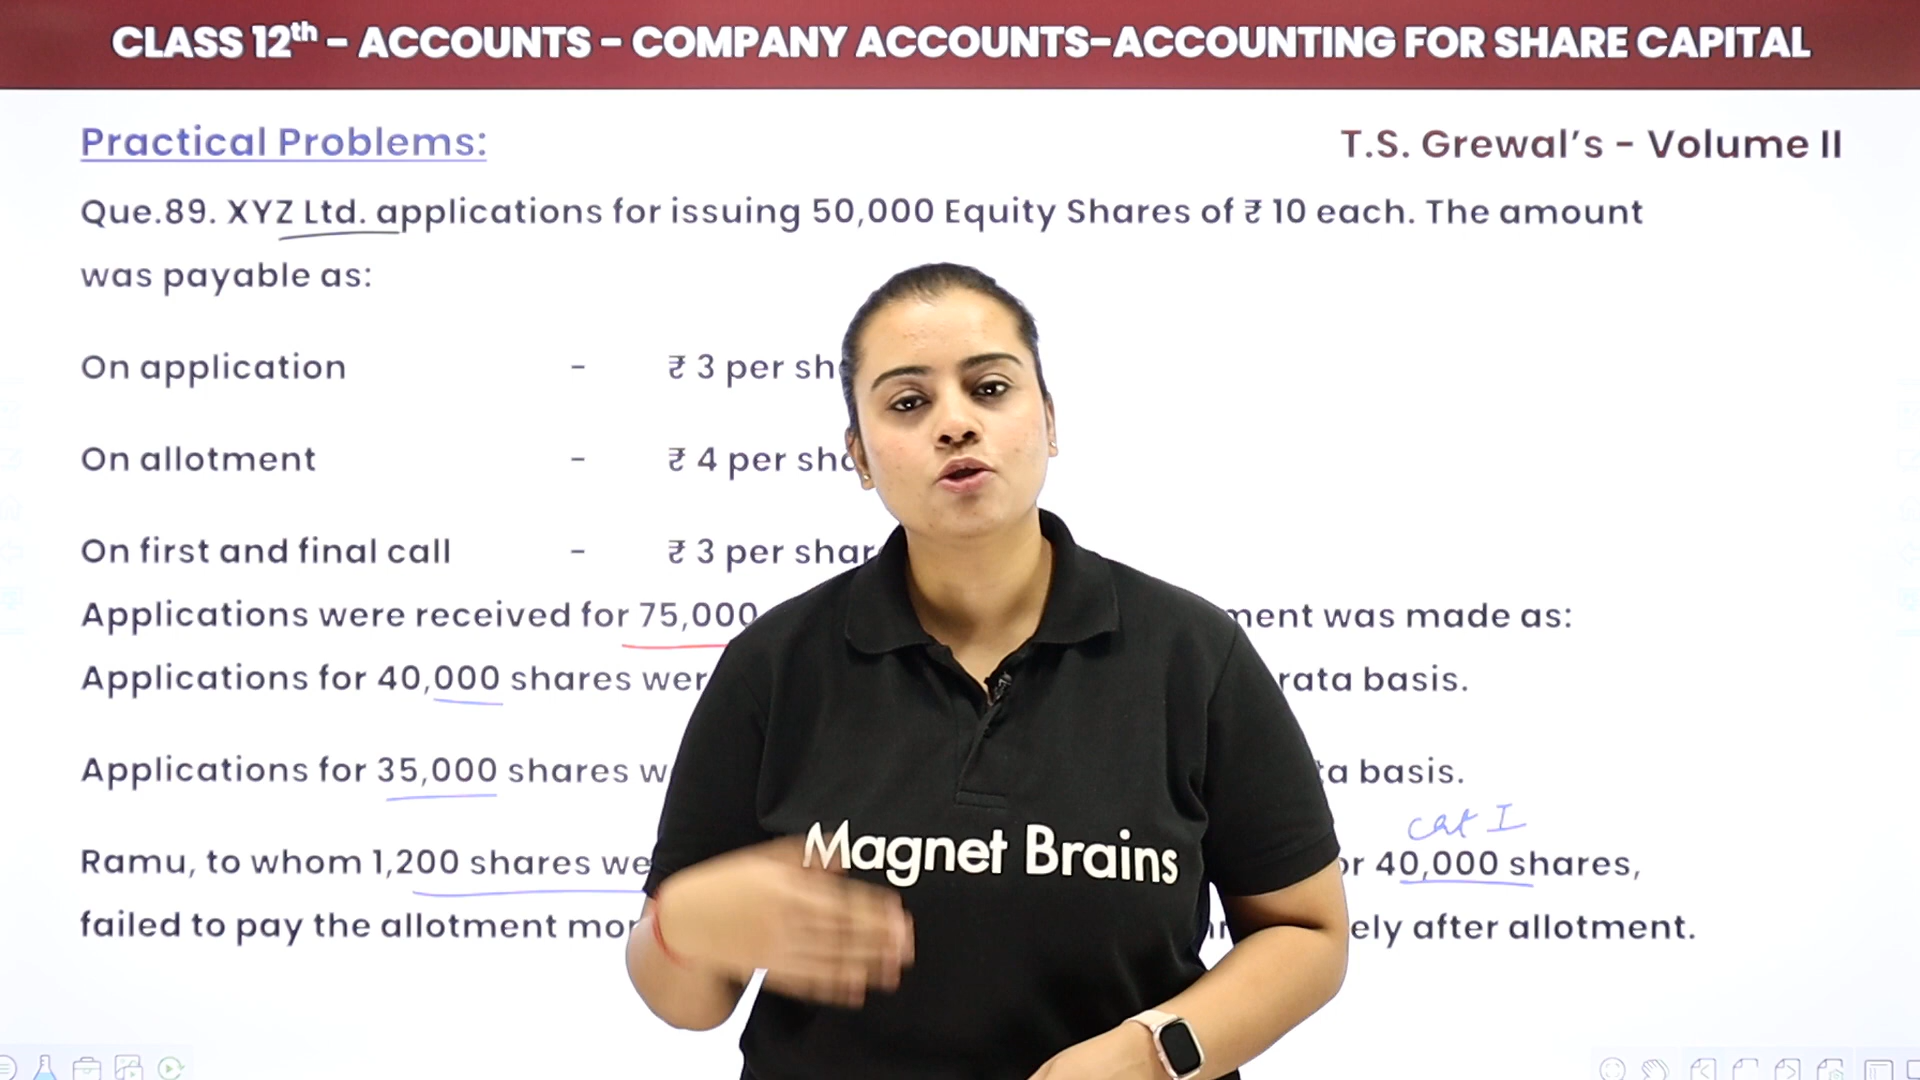 CLASS 12th - ACCOUNTS - COMPANY ACCOUNTS-ACCOUNTING FOR SHARE CAPITAL
Practical Problems:
T.S. Grewal's - Volume II
Que.89. XYZ Ltd. applications for issuing 50,000 Equity Shares of ₹ 10 each. The amount
was payable as:
On application - ₹ 3 per sh
On allotment - ₹ 4 per sha
On first and final call - ₹ 3 per shar
Applications were received for 75,000 ment was made as:
Applications for 40,000 shares wer rata basis.
Applications for 35,000 shares w ta basis.
cat I
Ramu, to whom 1,200 shares we or 40,000 shares,
failed to pay the allotment mo ely after allotment.
Magnet Brains